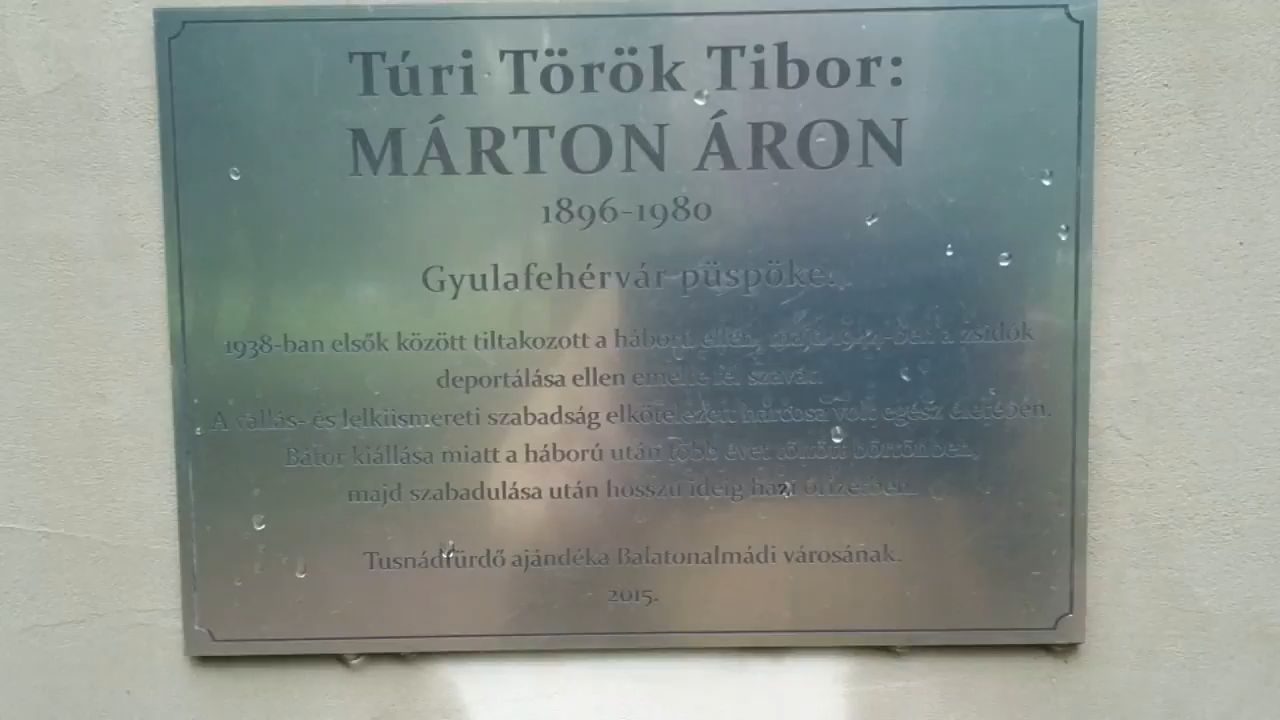 Túri Török Tibor:
MÁRTON ÁRON
1896-1980
Gyulafehérvár püspöke.
1938-ban elsők között tiltakozott a háború ellen, majd 1944-ben a zsidók
deportálása ellen emelte fel szavát.
A vallás- és lelkiismereti szabadság elkötelezett harcosa volt egész életében.
Bátor kiállása miatt a háború után több évet töltött börtönben,
majd szabadulása után hosszú ideig házi őrizetben.
Tusnádfürdő ajándéka Balatonalmádi városának.
2015.